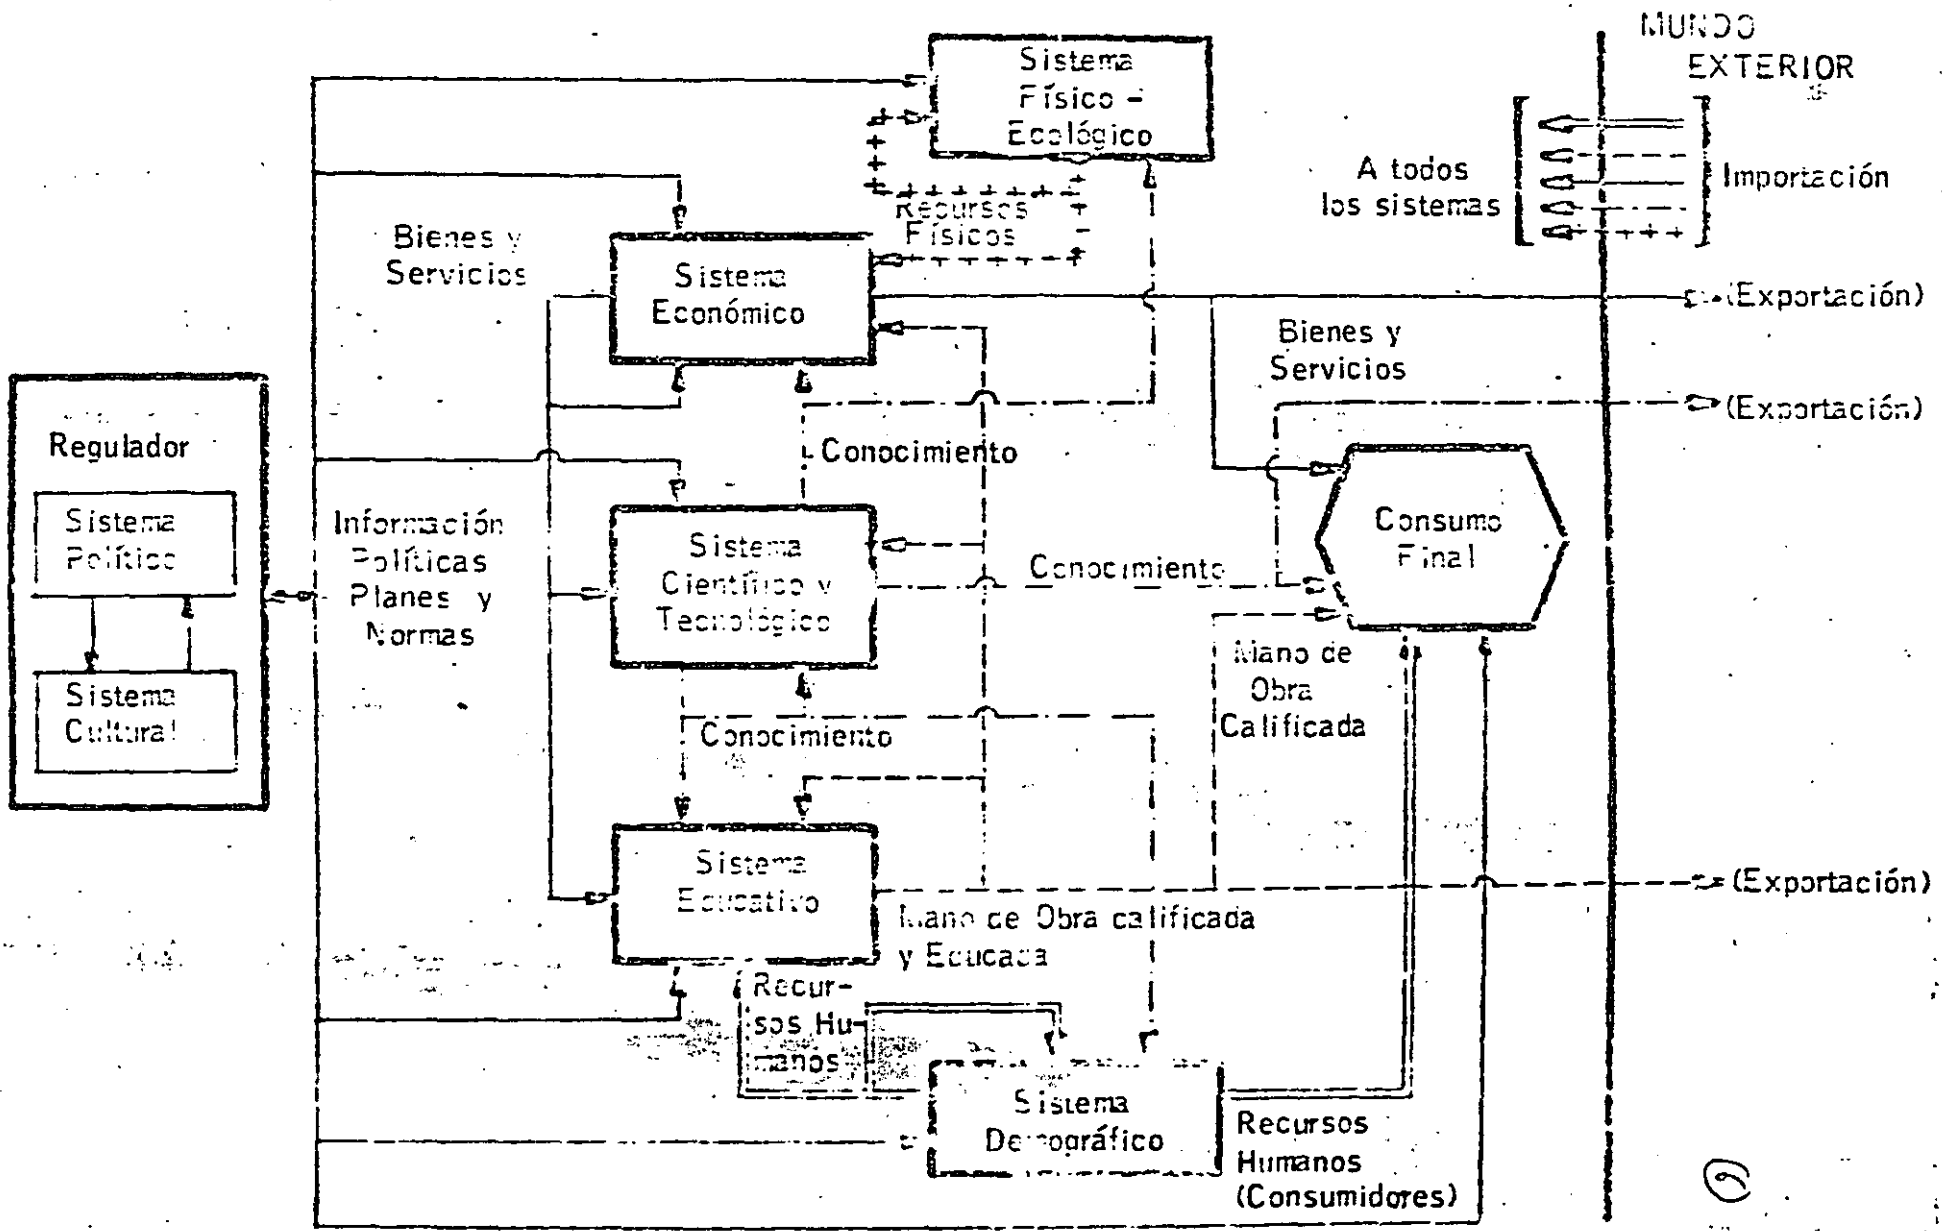 MUNDO
EXTERIOR
Sistema
Físico -
Ecológico
A todos
los sistemas
Importación
Recursos
Físicos
Bienes y
Servicios
Sistema
Económico
(Exportación)
Bienes y
Servicios
(Exportación)
Regulador
Sistema
Político
Sistema
Cultural
Información
Políticas
Planes y
Normas
Conocimiento
Sistema
Científico y
Tecnológico
Conocimiento
Consumo
Final
Mano de
Obra
Calificada
Conocimiento
Sistema
Educativo
(Exportación)
Mano de Obra calificada
y Educada
Recur-
sos Hu-
manos
Sistema
Demográfico
Recursos
Humanos
(Consumidores)